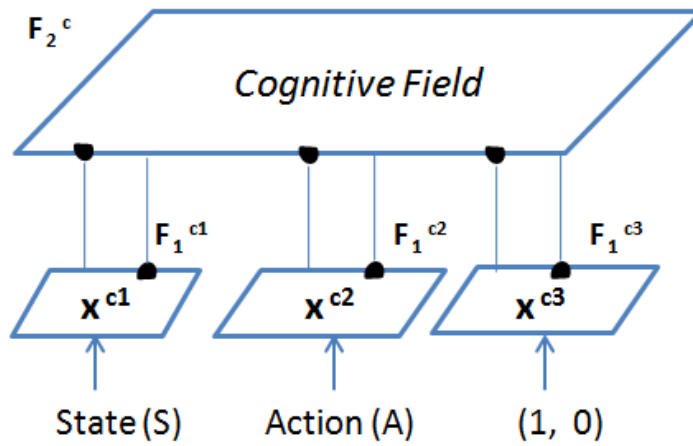 F₂ᶜ
Cognitive Field
F₁ᶜ¹ F₁ᶜ² F₁ᶜ³
xᶜ¹ xᶜ² xᶜ³
State (S) Action (A) (1, 0)